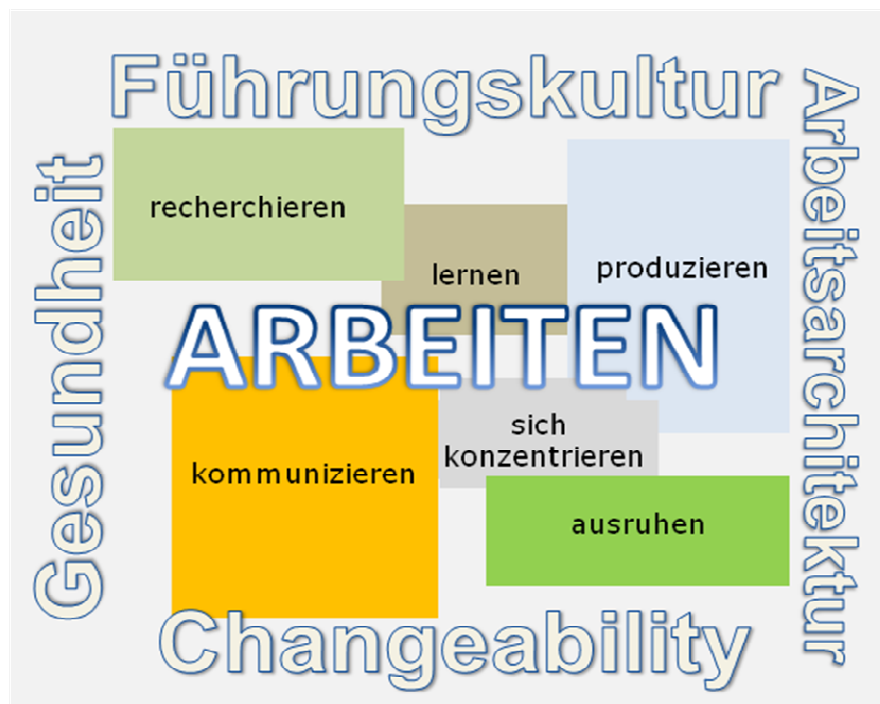 Führungskultur
Arbeitsarchitektur
Gesundheit
recherchieren
lernen
produzieren
ARBEITEN
sich
konzentrieren
kommunizieren
ausruhen
Changeability